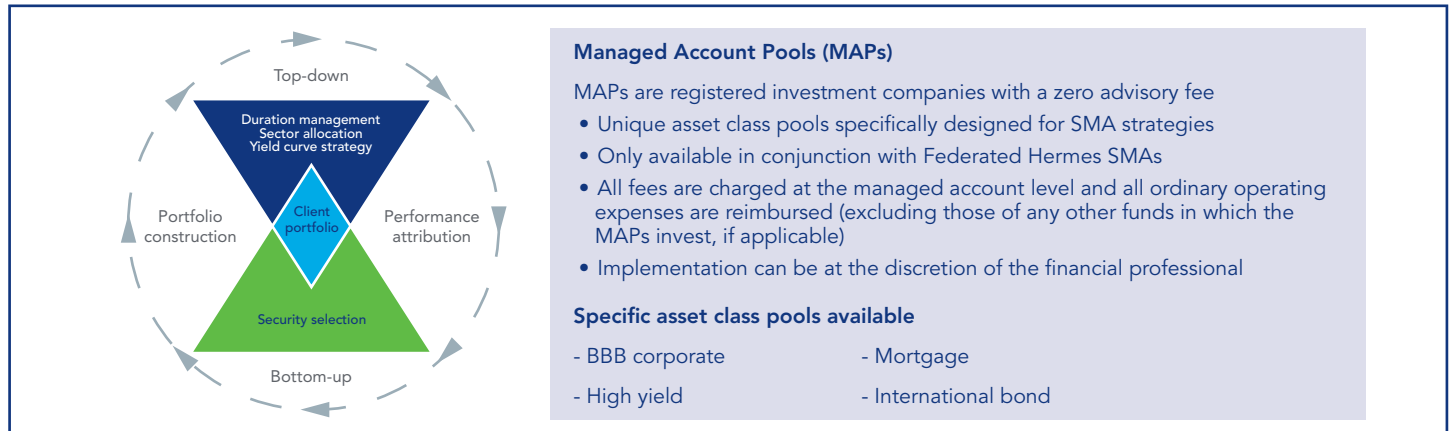 Top-down
Duration management
Sector allocation
Yield curve strategy
Client
portfolio
Portfolio
construction
Performance
attribution
Security selection
Bottom-up
Managed Account Pools (MAPs)
MAPs are registered investment companies with a zero advisory fee
• Unique asset class pools specifically designed for SMA strategies
• Only available in conjunction with Federated Hermes SMAs
• All fees are charged at the managed account level and all ordinary operating
expenses are reimbursed (excluding those of any other funds in which the
MAPs invest, if applicable)
• Implementation can be at the discretion of the financial professional
Specific asset class pools available
- BBB corporate
- Mortgage
- High yield
- International bond